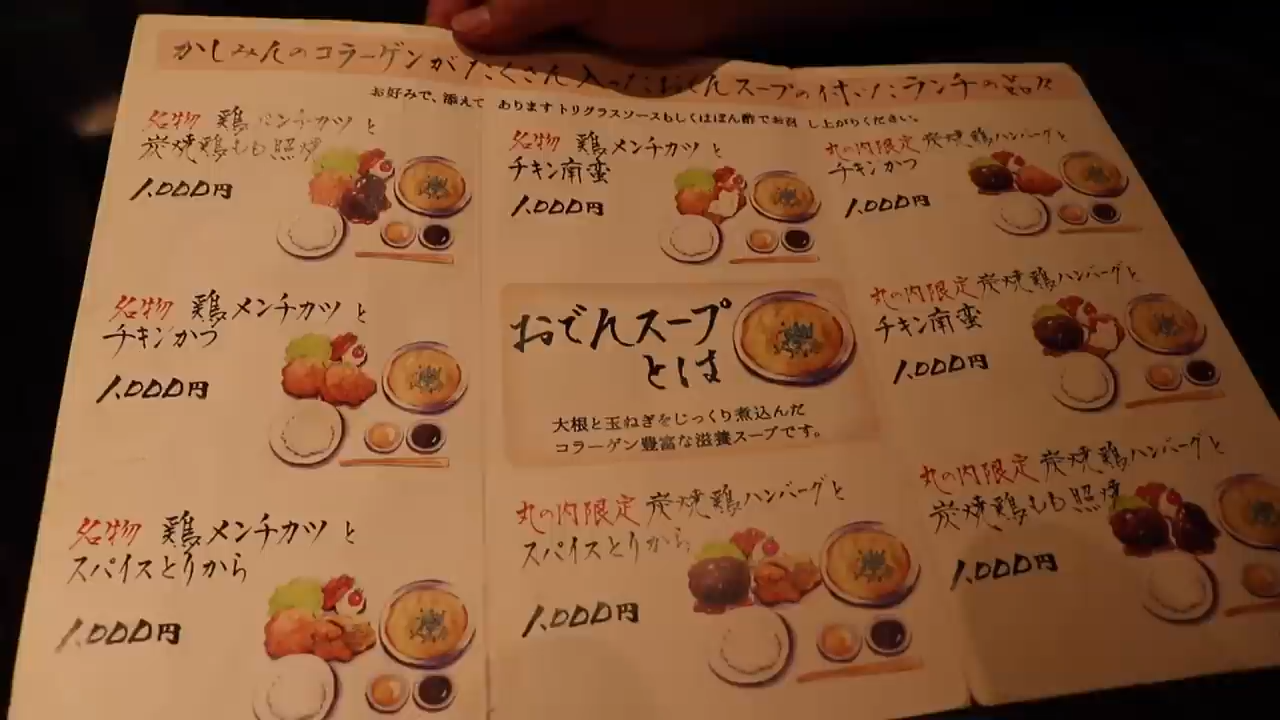 かしみんのコラーゲンがたくさん入ったおでんスープの付いたランチの品々
お好みで、添えて あります トリグラスソースもしくはぽん酢でお召 し上がりください。
名物 鶏メンチカツと
炭焼鶏もも照焼
1,000円
名物 鶏メンチカツと
チキン南蛮
1,000円
丸の内限定 炭焼鶏ハンバーグと
チキンかつ
1,000円
名物 鶏メンチカツと
チキンかつ
1,000円
おでんスープ
とは
大根と玉ねぎをじっくり煮込んだ
コラーゲン豊富な滋養スープです。
丸の内限定 炭焼鶏ハンバーグと
チキン南蛮
1,000円
名物 鶏メンチカツと
スパイスとりから
1,000円
丸の内限定 炭焼鶏ハンバーグと
スパイスとりから
1,000円
丸の内限定 炭焼鶏ハンバーグと
炭焼鶏もも照焼
1,000円